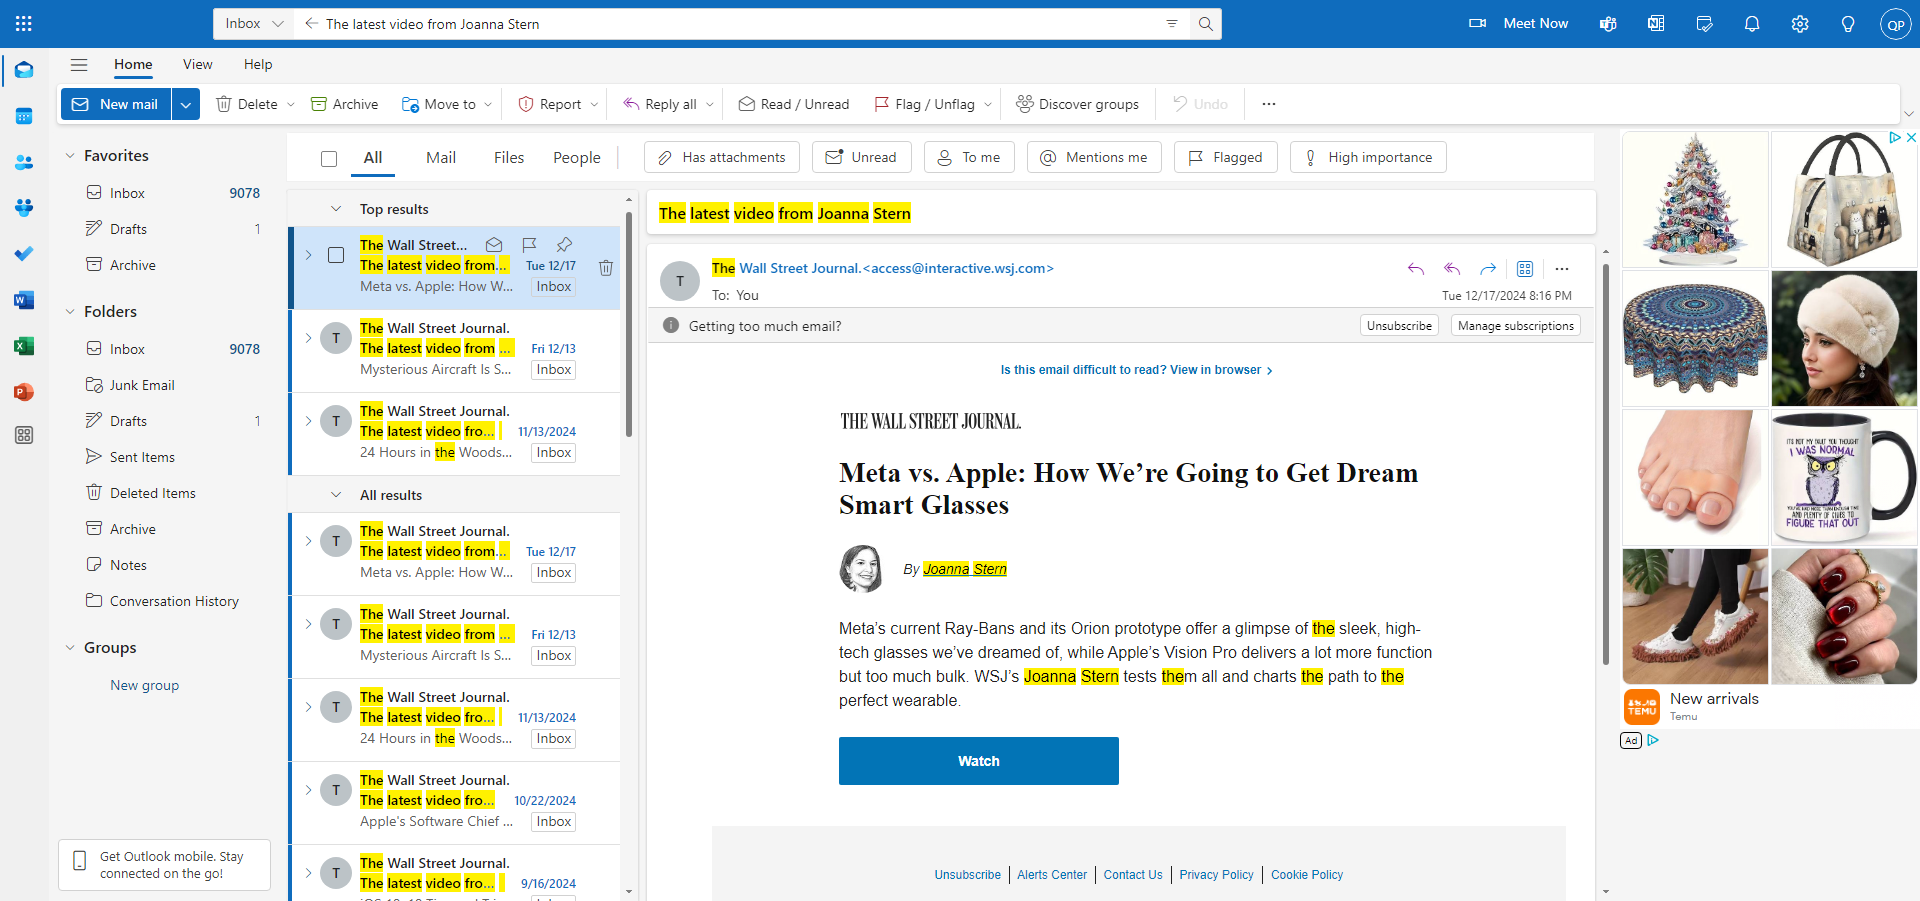 Inbox
The latest video from Joanna Stern
Meet Now
QP
Home
View
Help
New mail
Delete
Archive
Move to
Report
Reply all
Read / Unread
Flag / Unflag
Discover groups
Undo
Favorites
Inbox 9078
Drafts 1
Archive
Folders
Inbox 9078
Junk Email
Drafts 1
Sent Items
Deleted Items
Archive
Notes
Conversation History
Groups
New group
Get Outlook mobile. Stay
connected on the go!
All
Mail
Files
People
Has attachments
Unread
To me
Mentions me
Flagged
High importance
Top results
The Wall Street...
The latest video from... Tue 12/17
Meta vs. Apple: How W... Inbox
T
The Wall Street Journal.
The latest video from ... Fri 12/13
Mysterious Aircraft Is S... Inbox
T
The Wall Street Journal.
The latest video fro... 11/13/2024
24 Hours in the Woods... Inbox
All results
T
The Wall Street Journal.
The latest video from... Tue 12/17
Meta vs. Apple: How W... Inbox
T
The Wall Street Journal.
The latest video from ... Fri 12/13
Mysterious Aircraft Is S... Inbox
T
The Wall Street Journal.
The latest video fro... 11/13/2024
24 Hours in the Woods... Inbox
T
The Wall Street Journal.
The latest video fro... 10/22/2024
Apple's Software Chief ... Inbox
T
The Wall Street Journal.
The latest video fro... 9/16/2024
The latest video from Joanna Stern
T
The Wall Street Journal.<access@interactive.wsj.com>
To: You
Tue 12/17/2024 8:16 PM
Getting too much email?
Unsubscribe
Manage subscriptions
Is this email difficult to read? View in browser ›
THE WALL STREET JOURNAL.
Meta vs. Apple: How We’re Going to Get Dream
Smart Glasses
By Joanna Stern
Meta’s current Ray-Bans and its Orion prototype offer a glimpse of the sleek, high-
tech glasses we’ve dreamed of, while Apple’s Vision Pro delivers a lot more function
but too much bulk. WSJ’s Joanna Stern tests them all and charts the path to the
perfect wearable.
Watch
Unsubscribe | Alerts Center | Contact Us | Privacy Policy | Cookie Policy
I WAS NORMAL
FIGURE THAT OUT
TEMU
New arrivals
Temu
Ad